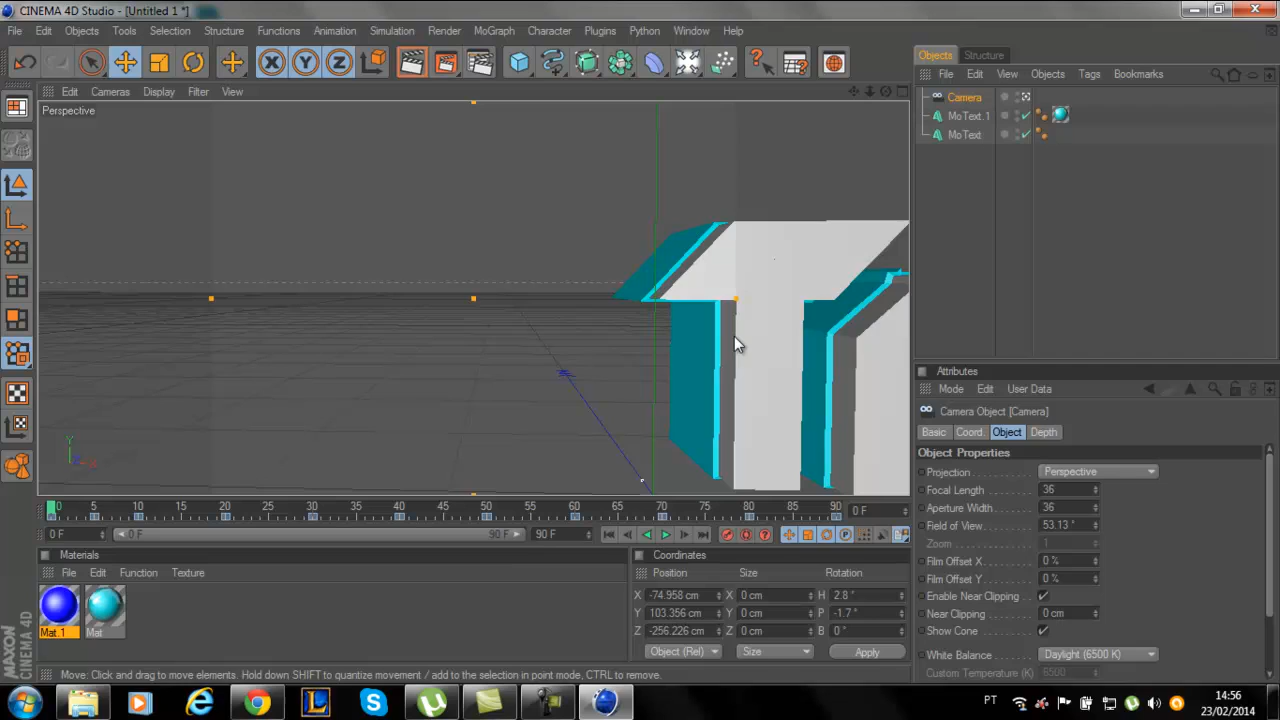 CINEMA 4D Studio - [Untitled 1 *]
File Edit Objects Tools Selection Structure Functions Animation Simulation Render MoGraph Character Plugins Python Window Help
Objects Structure
File Edit View Objects Tags Bookmarks
Edit Cameras Display Filter View
Perspective
Camera
MoText.1
MoText
Y
X
Attributes
Mode Edit User Data
Camera Object [Camera]
Basic Coord. Object Depth
Object Properties
Projection Perspective
Focal Length 36
Aperture Width 36
Field of View 53.13 °
Zoom 1
Film Offset X 0 %
Film Offset Y 0 %
Enable Near Clipping
Near Clipping 0 cm
Show Cone
White Balance Daylight (6500 K)
Custom Temperature (K) 6500
0 5 10 15 20 25 30 35 40 45 50 55 60 65 70 75 80 85 90 0 F
0 F 0 F 90 F 90 F
Materials
File Edit Function Texture
Mat.1 Mat
Coordinates
Position Size Rotation
X -74.958 cm X 0 cm H 2.8 °
Y 103.356 cm Y 0 cm P -1.7 °
Z -256.226 cm Z 0 cm B 0 °
Object (Rel) Size Apply
MAXON
CINEMA 4D
Move: Click and drag to move elements. Hold down SHIFT to quantize movement / add to the selection in point mode, CTRL to remove.
PT
14:56
23/02/2014